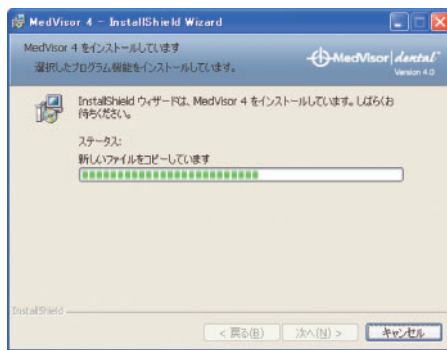 MedVisor 4 - InstallShield Wizard
MedVisor 4 をインストールしています
選択したプログラム機能をインストールしています。
MedVisor dental
Version 4.0
InstallShield ウィザードは、MedVisor 4 をインストールしています。しばらくお
待ちください。
ステータス:
新しいファイルをコピーしています
InstallShield
< 戻る(B)
次へ(N) >
キャンセル